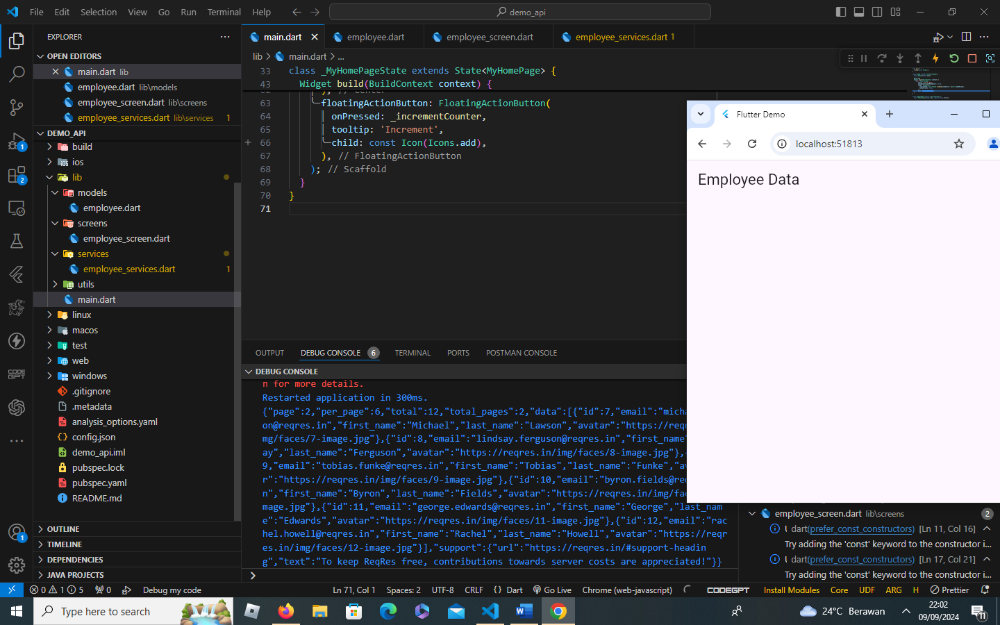 File Edit Selection View Go Run Terminal Help
demo_api
EXPLORER
OPEN EDITORS
main.dart lib
employee.dart lib\models
employee_screen.dart lib\screens
employee_services.dart lib\services 1
DEMO_API
build
ios
lib
models
employee.dart
screens
employee_screen.dart
services
employee_services.dart 1
utils
main.dart
linux
macos
test
web
windows
.gitignore
.metadata
analysis_options.yaml
config.json
demo_api.iml
pubspec.lock
pubspec.yaml
README.md
OUTLINE
TIMELINE
DEPENDENCIES
JAVA PROJECTS
1
2
CODE
GPT
1
main.dart
employee.dart
employee_screen.dart
employee_services.dart 1
lib > main.dart > ...
33 class _MyHomePageState extends State<MyHomePage> {
43 Widget build(BuildContext context) {
62 ), // Center
63 floatingActionButton: FloatingActionButton(
64 onPressed: _incrementCounter,
65 tooltip: 'Increment',
66 child: const Icon(Icons.add),
67 ), // FloatingActionButton
68 ); // Scaffold
69 }
70 }
71
OUTPUT DEBUG CONSOLE 6 TERMINAL PORTS POSTMAN CONSOLE
DEBUG CONSOLE
n for more details.
Restarted application in 300ms.
{"page":2,"per_page":6,"total":12,"total_pages":2,"data":[{"id":7,"email":"mich
on@reqres.in","first_name":"Michael","last_name":"Lawson","avatar":"https://req
mg/faces/7-image.jpg"},{"id":8,"email":"lindsay.ferguson@reqres.in","first_name"
ay","last_name":"Ferguson","avatar":"https://reqres.in/img/faces/8-image.jpg"},
9,"email":"tobias.funke@reqres.in","first_name":"Tobias","last_name":"Funke","av
r":"https://reqres.in/img/faces/9-image.jpg"},{"id":10,"email":"byron.fields@re
n","first_name":"Byron","last_name":"Fields","avatar":"https://reqres.in/img/fac
mage.jpg"},{"id":11,"email":"george.edwards@reqres.in","first_name":"George","last_nam
e":"Edwards","avatar":"https://reqres.in/img/faces/11-image.jpg"},{"id":12,"email":"rac
hel.howell@reqres.in","first_name":"Rachel","last_name":"Howell","avatar":"https://reqr
es.in/img/faces/12-image.jpg"}],"support":{"url":"https://reqres.in/#support-headin
g","text":"To keep ReqRes free, contributions towards server costs are appreciated!"}}
Flutter Demo
localhost:51813
Employee Data
employee_screen.dart lib\screens 2
dart(prefer_const_constructors) [Ln 11, Col 16]
Try adding the 'const' keyword to the constructor i...
dart(prefer_const_constructors) [Ln 17, Col 21]
Try adding the 'const' keyword to the constructor i...
0 1 5 0 Debug my code Ln 71, Col 1 Spaces: 2 UTF-8 CRLF {} Dart Go Live Chrome (web-javascript) CODEGPT Install Modules Core UDF ARG H Prettier
Type here to search
24°C Berawan
22:02
09/09/2024
11